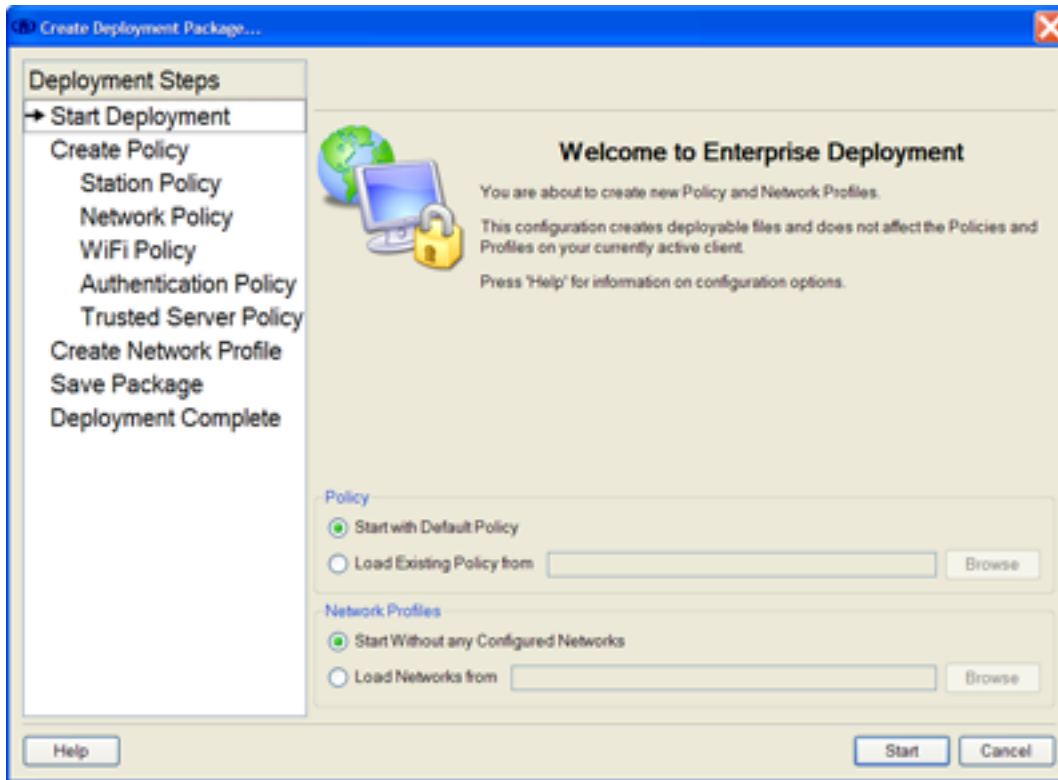 Create Deployment Package...
Deployment Steps
Start Deployment
Create Policy
Station Policy
Network Policy
WiFi Policy
Authentication Policy
Trusted Server Policy
Create Network Profile
Save Package
Deployment Complete
Welcome to Enterprise Deployment
You are about to create new Policy and Network Profiles.
This configuration creates deployable files and does not affect the Policies and
Profiles on your currently active client.
Press 'Help' for information on configuration options.
Policy
Start with Default Policy
Load Existing Policy from
Browse
Network Profiles
Start Without any Configured Networks
Load Networks from
Browse
Help
Start
Cancel